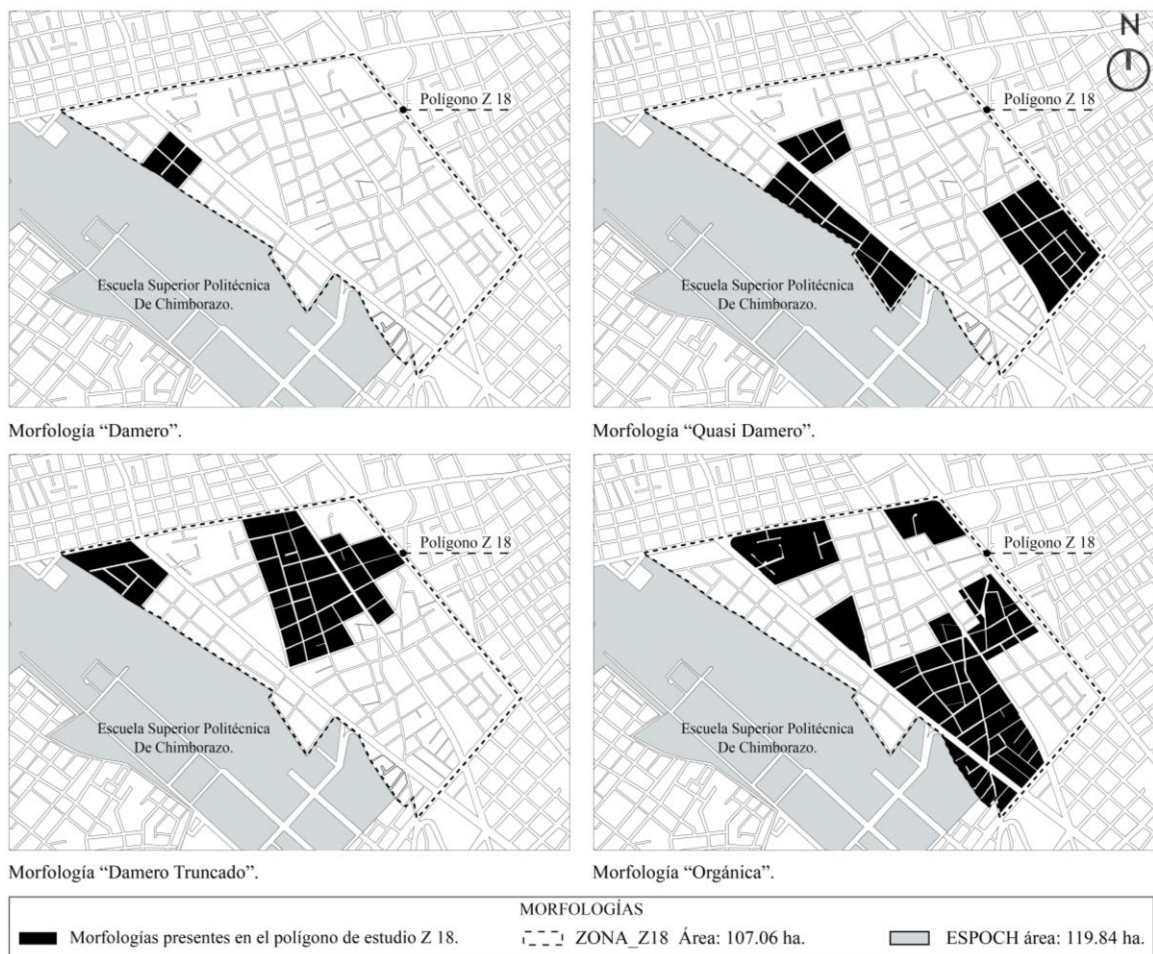 N
Polígono Z 18
Escuela Superior Politécnica
De Chimborazo.
Morfología “Damero”.
Polígono Z 18
Escuela Superior Politécnica
De Chimborazo.
Morfología “Quasi Damero”.
Polígono Z 18
Escuela Superior Politécnica
De Chimborazo.
Morfología “Damero Truncado”.
Polígono Z 18
Escuela Superior Politécnica
De Chimborazo.
Morfología “Orgánica”.
MORFOLOGÍAS
Morfologías presentes en el polígono de estudio Z 18.
ZONA_Z18 Área: 107.06 ha.
ESPOCH área: 119.84 ha.